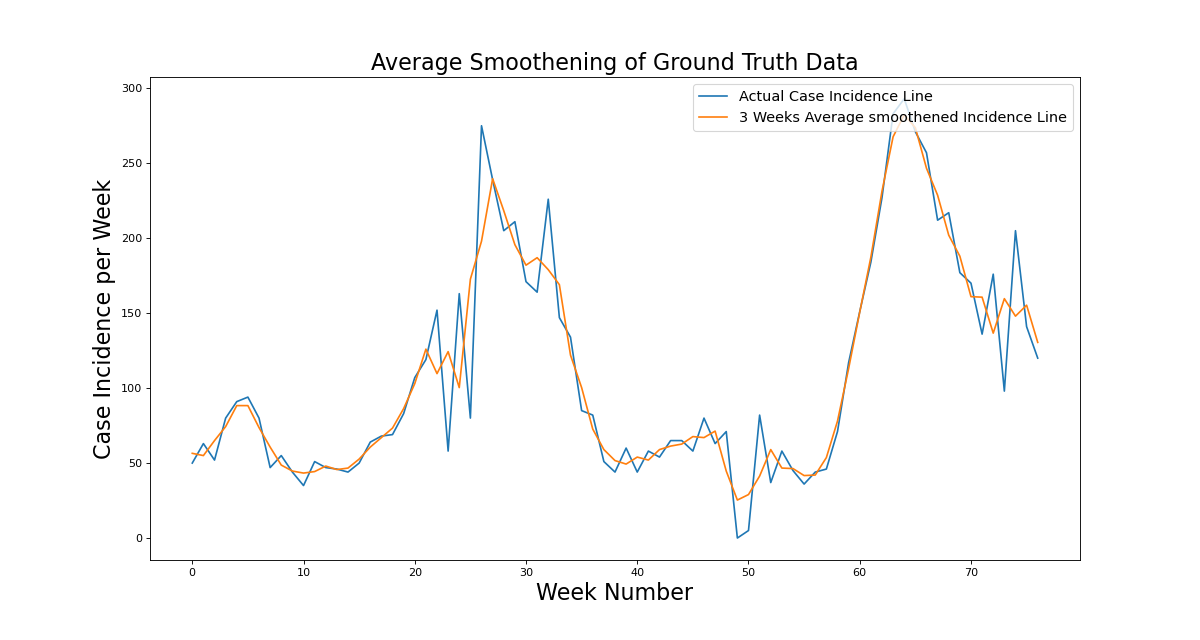 Average Smoothening of Ground Truth Data
Actual Case Incidence Line
3 Weeks Average smoothened Incidence Line
Case Incidence per Week
300
250
200
150
100
50
0
0 10 20 30 40 50 60 70
Week Number